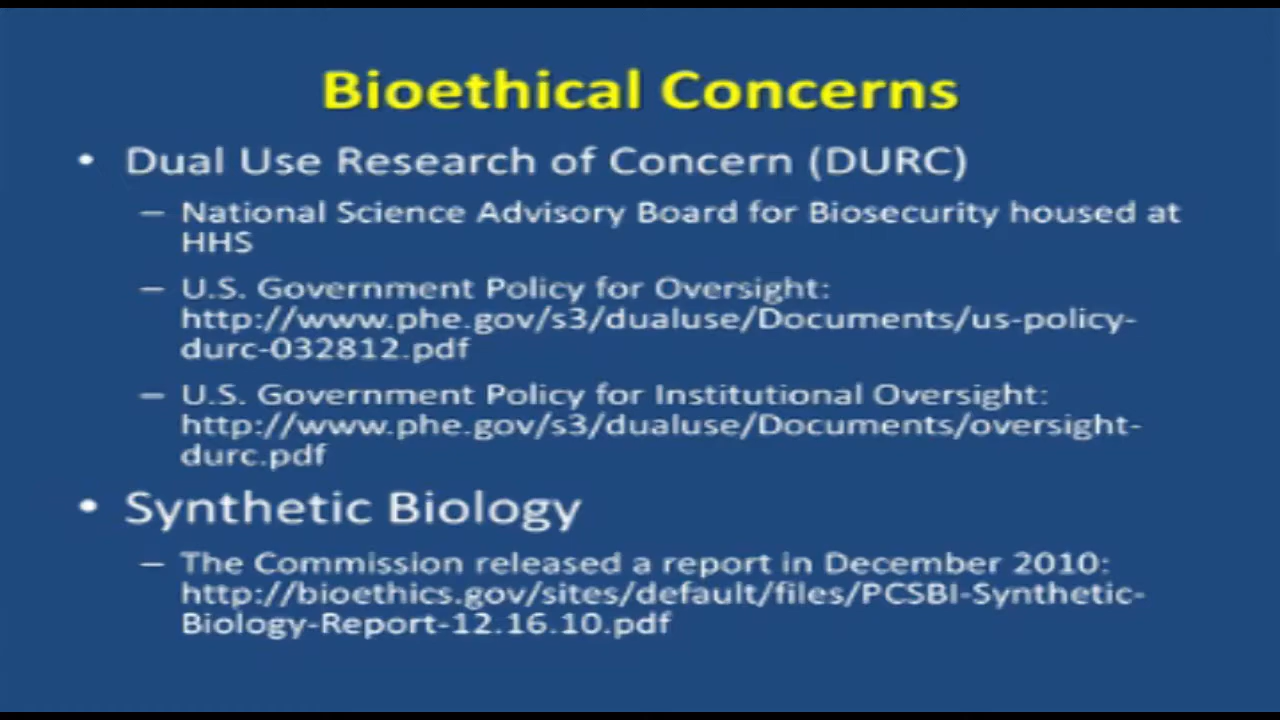 Bioethical Concerns
• Dual Use Research of Concern (DURC)
– National Science Advisory Board for Biosecurity housed at
HHS
– U.S. Government Policy for Oversight:
http://www.phe.gov/s3/dualuse/Documents/us-policy-
durc-032812.pdf
– U.S. Government Policy for Institutional Oversight:
http://www.phe.gov/s3/dualuse/Documents/oversight-
durc.pdf
• Synthetic Biology
– The Commission released a report in December 2010:
http://bioethics.gov/sites/default/files/PCSBI-Synthetic-
Biology-Report-12.16.10.pdf